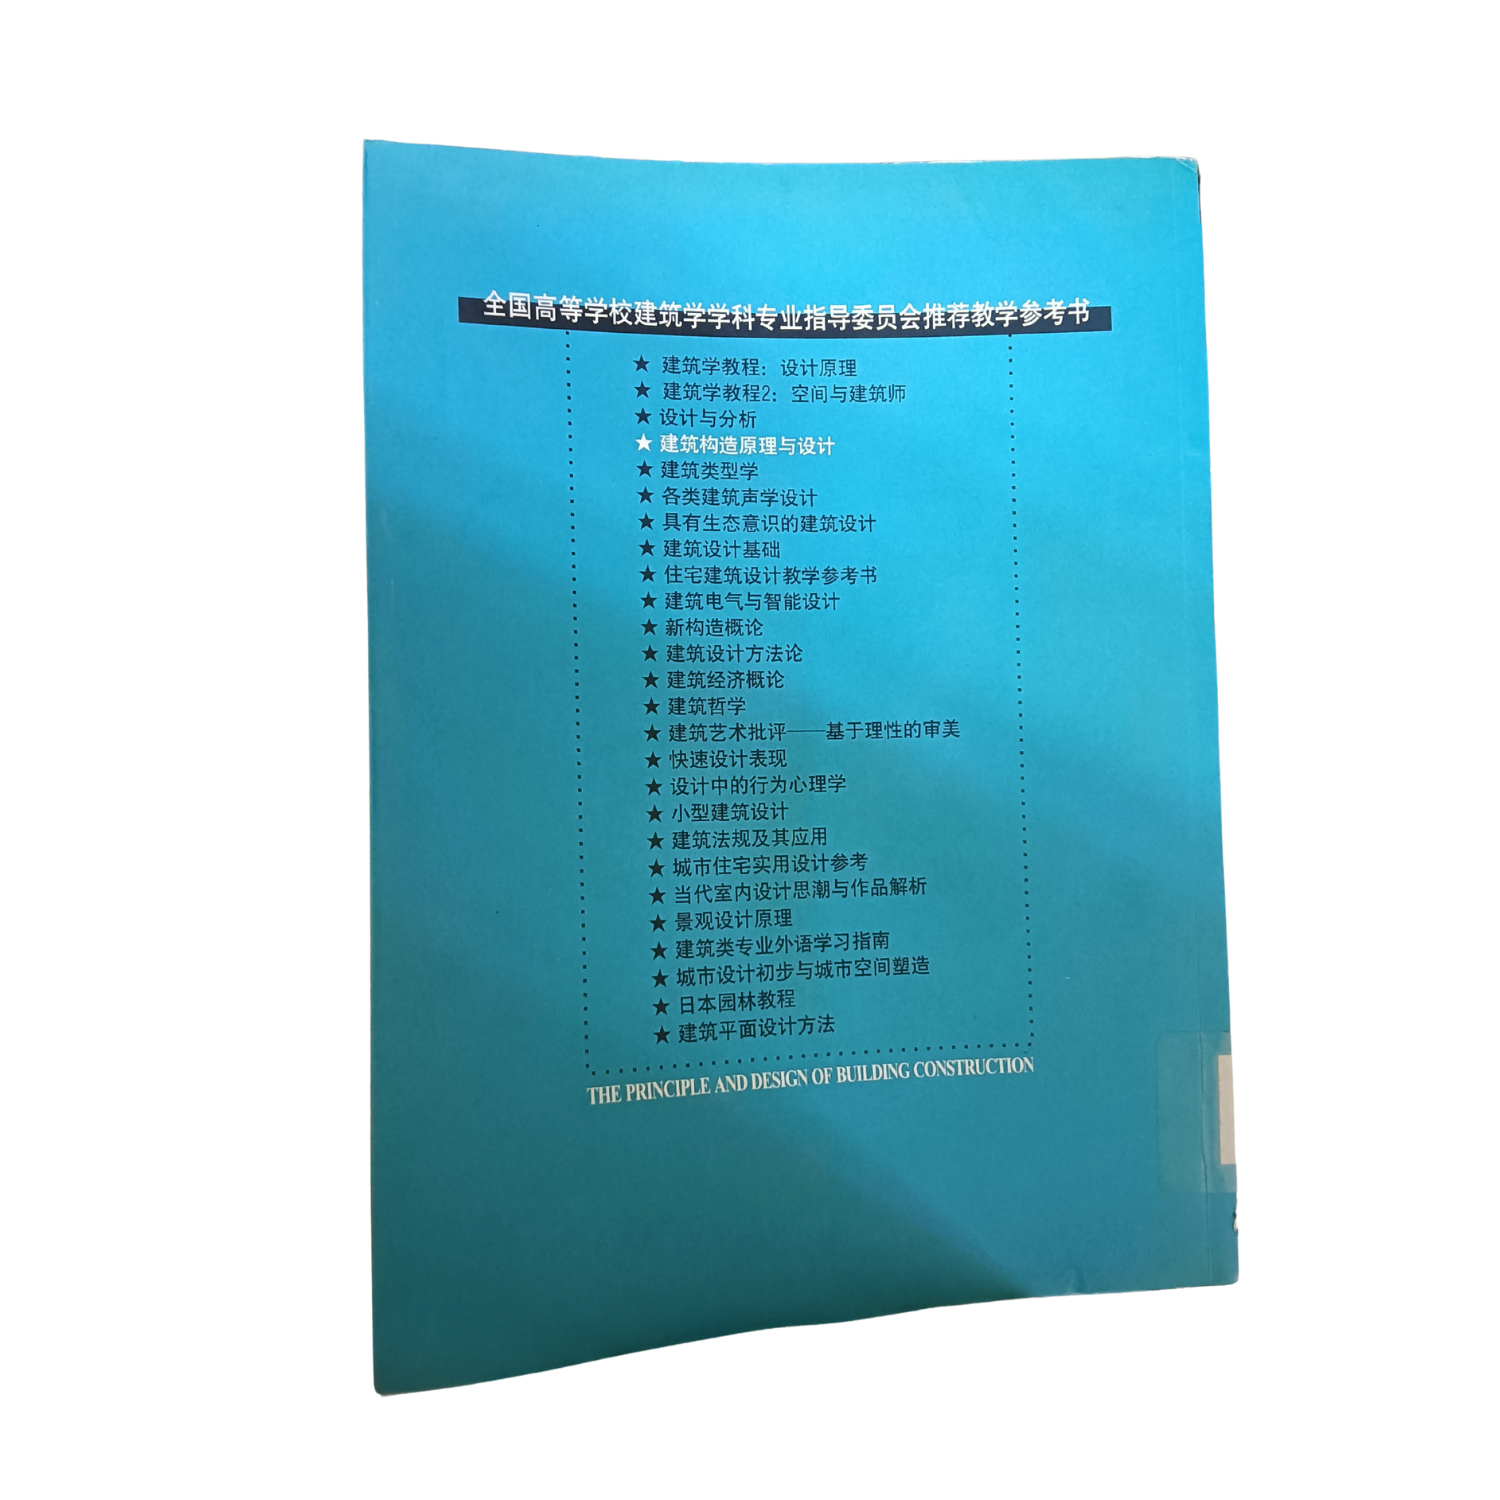 全国高等学校建筑学学科专业指导委员会推荐教学参考书
★ 建筑学教程：设计原理
★ 建筑学教程2：空间与建筑师
★ 设计与分析
★ 建筑构造原理与设计
★ 建筑类型学
★ 各类建筑声学设计
★ 具有生态意识的建筑设计
★ 建筑设计基础
★ 住宅建筑设计教学参考书
★ 建筑电气与智能设计
★ 新构造概论
★ 建筑设计方法论
★ 建筑经济概论
★ 建筑哲学
★ 建筑艺术批评——基于理性的审美
★ 快速设计表现
★ 设计中的行为心理学
★ 小型建筑设计
★ 建筑法规及其应用
★ 城市住宅实用设计参考
★ 当代室内设计思潮与作品解析
★ 景观设计原理
★ 建筑类专业外语学习指南
★ 城市设计初步与城市空间塑造
★ 日本园林教程
★ 建筑平面设计方法
THE PRINCIPLE AND DESIGN OF BUILDING CONSTRUCTION